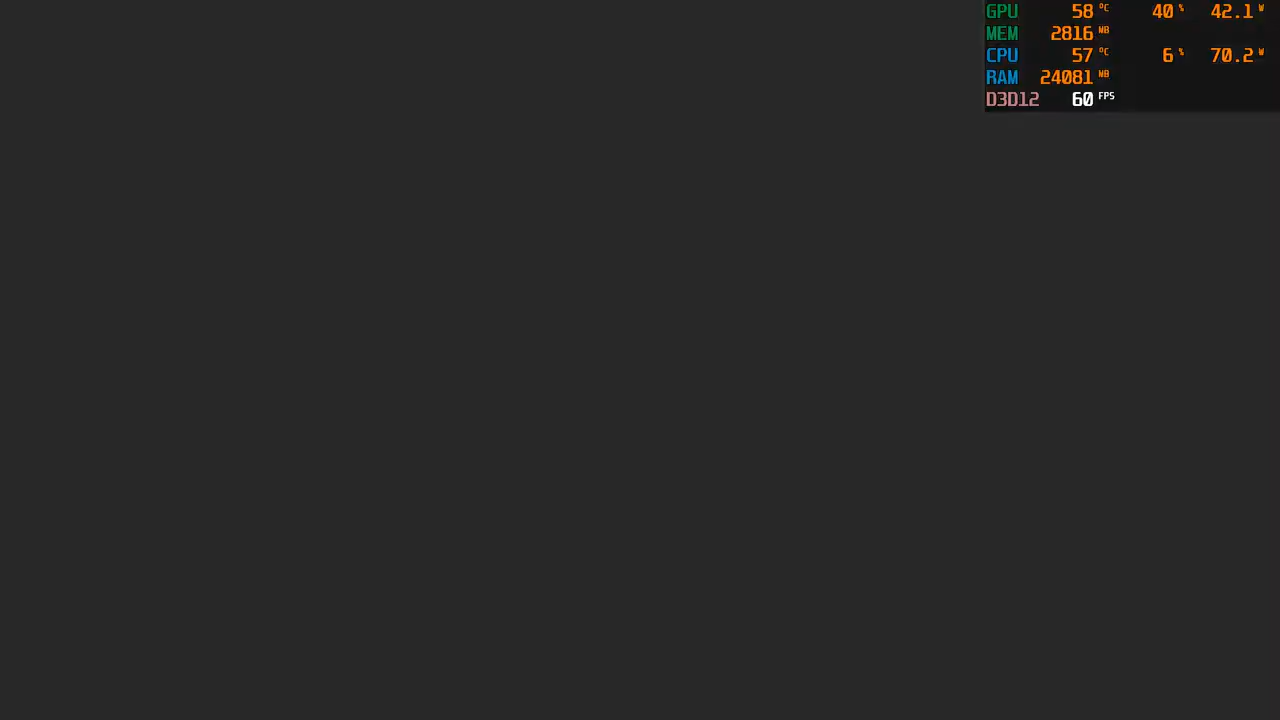 GPU 58 °C 40 % 42.1 W
MEM 2816 MB
CPU 57 °C 6 % 70.2 W
RAM 24081 MB
D3D12 60 FPS